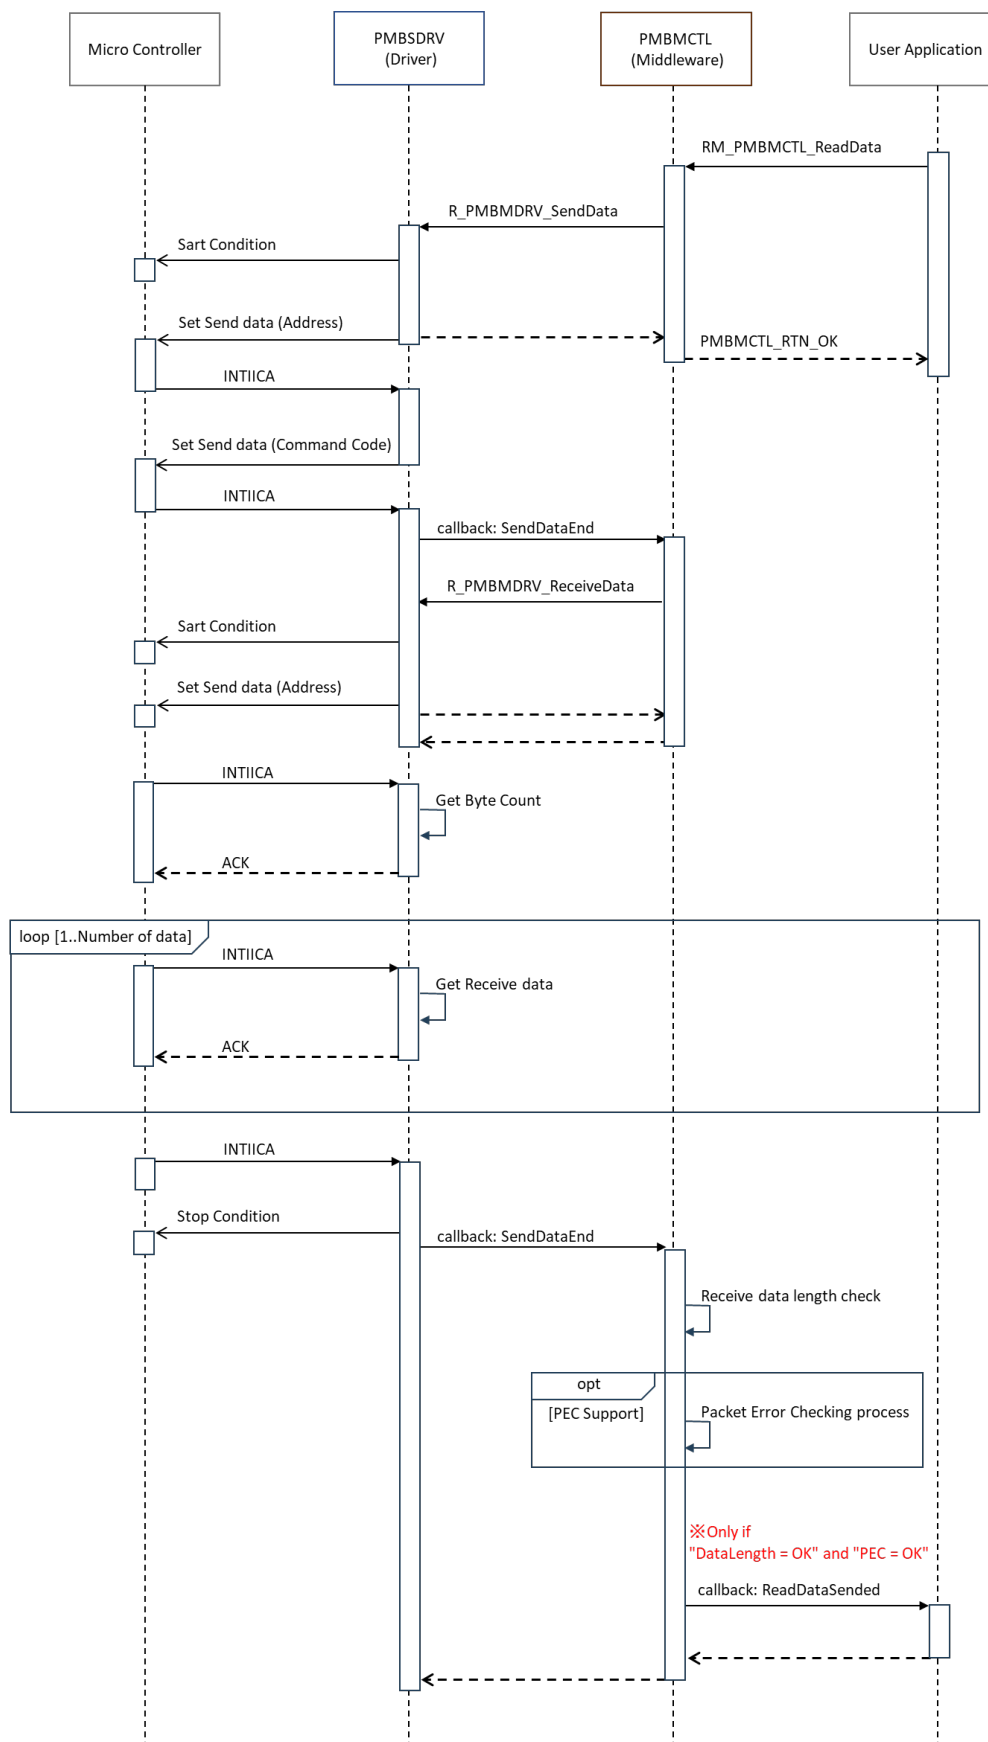 Micro Controller
PMBSDRV
(Driver)
PMBMCTL
(Middleware)
User Application
RM_PMBMCTL_ReadData
R_PMBMDRV_SendData
Sart Condition
Set Send data (Address)
PMBMCTL_RTN_OK
INTIICA
Set Send data (Command Code)
INTIICA
callback: SendDataEnd
R_PMBMDRV_ReceiveData
Sart Condition
Set Send data (Address)
INTIICA
Get Byte Count
ACK
loop [1..Number of data]
INTIICA
Get Receive data
ACK
INTIICA
Stop Condition
callback: SendDataEnd
Receive data length check
opt
[PEC Support]
Packet Error Checking process
※Only if
"DataLength = OK" and "PEC = OK"
callback: ReadDataSended